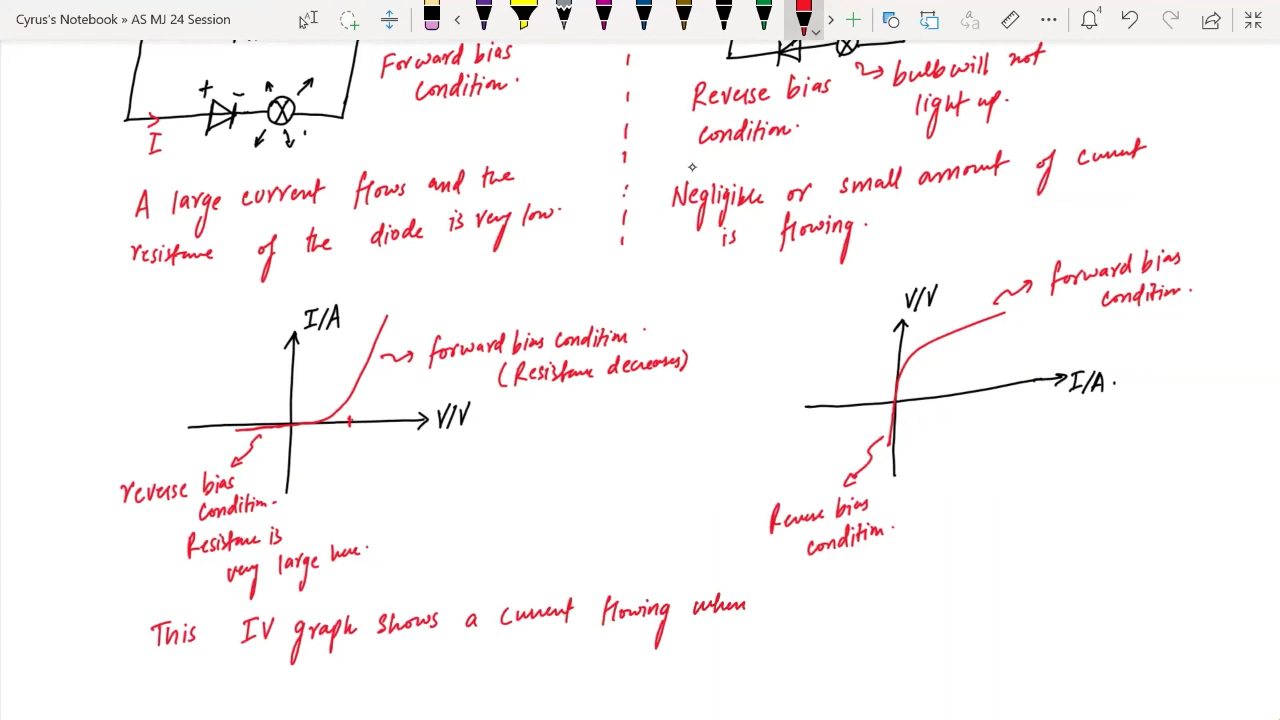 Cyrus's Notebook » AS MJ 24 Session
4
Forward bias
condition.
+ -
I
A large current flows and the
resistance of the diode is very low.
Reverse bias
condition.
bulb will not
light up.
Negligible or small amount of current
is flowing.
I/A
forward bias condition.
(Resistance decreases)
V/V
reverse bias
condition.
Resistance is
very large here.
V/V
forward bias
condition.
I/A.
Reverse bias
condition.
This IV graph shows a current flowing when